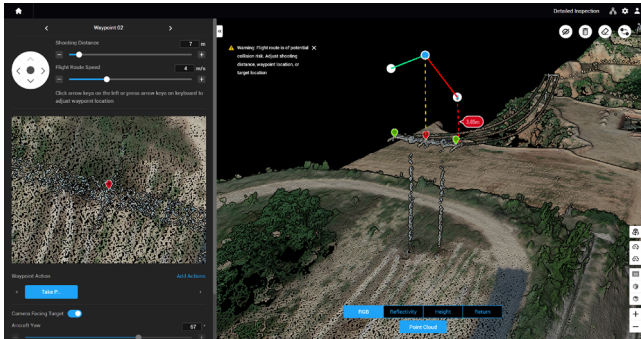 Detailed Inspection
Waypoint 02
Shooting Distance
7 m
Flight Route Speed
4 m/s
Click arrow keys on the left or press arrow keys on keyboard to
adjust waypoint location
Waypoint Action
Add Actions
Take P..
Camera Facing Target
Aircraft Yaw
67 °
Warning: Flight route is of potential
collision risk. Adjust shooting
distance, waypoint location, or
target location
3.85m
RGB
Reflectivity
Height
Return
Point Cloud